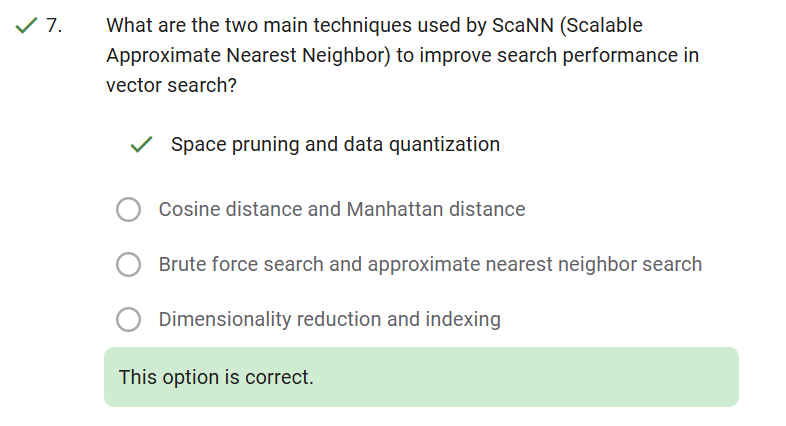 7. What are the two main techniques used by ScaNN (Scalable
Approximate Nearest Neighbor) to improve search performance in
vector search?
Space pruning and data quantization
Cosine distance and Manhattan distance
Brute force search and approximate nearest neighbor search
Dimensionality reduction and indexing
This option is correct.